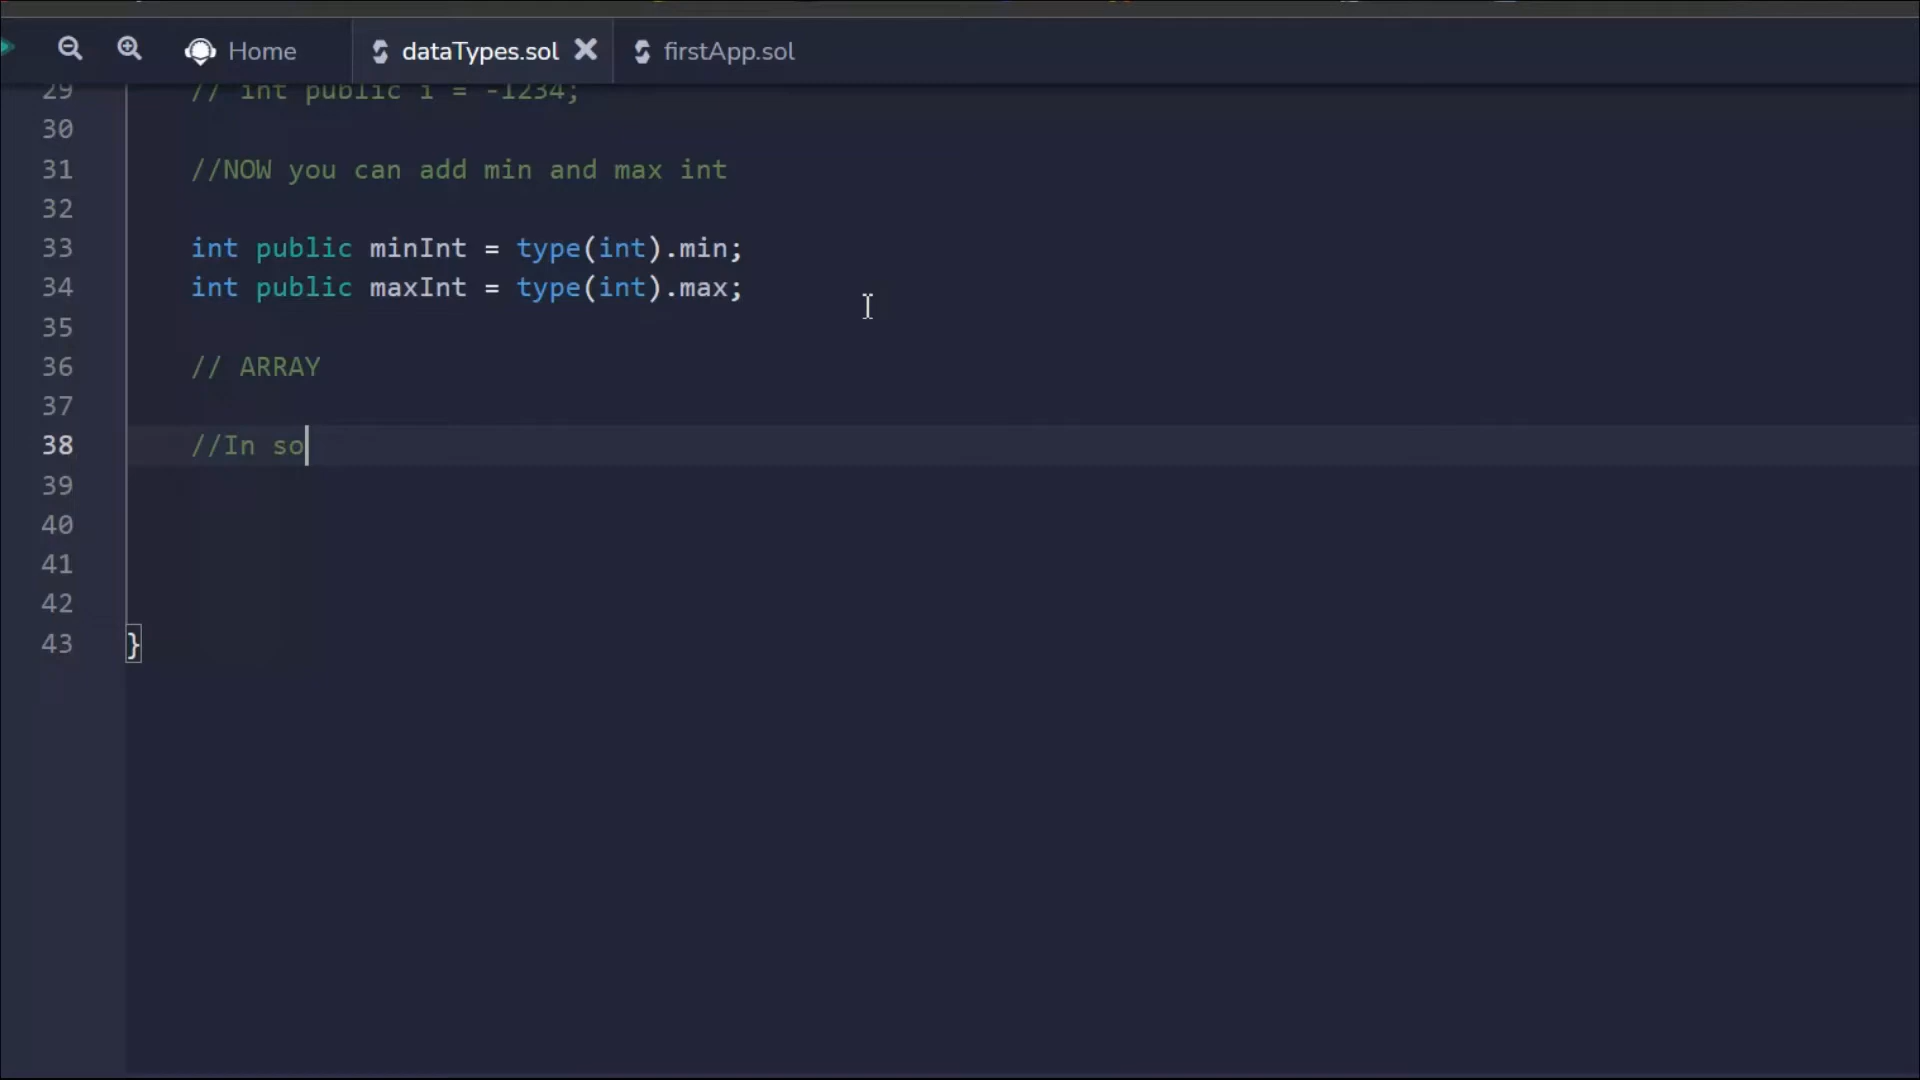 Home dataTypes.sol firstApp.sol
29 // int public i = -1234;
30
31 //NOW you can add min and max int
32
33 int public minInt = type(int).min;
34 int public maxInt = type(int).max;
35
36 // ARRAY
37
38 //In so
39
40
41
42
43 }